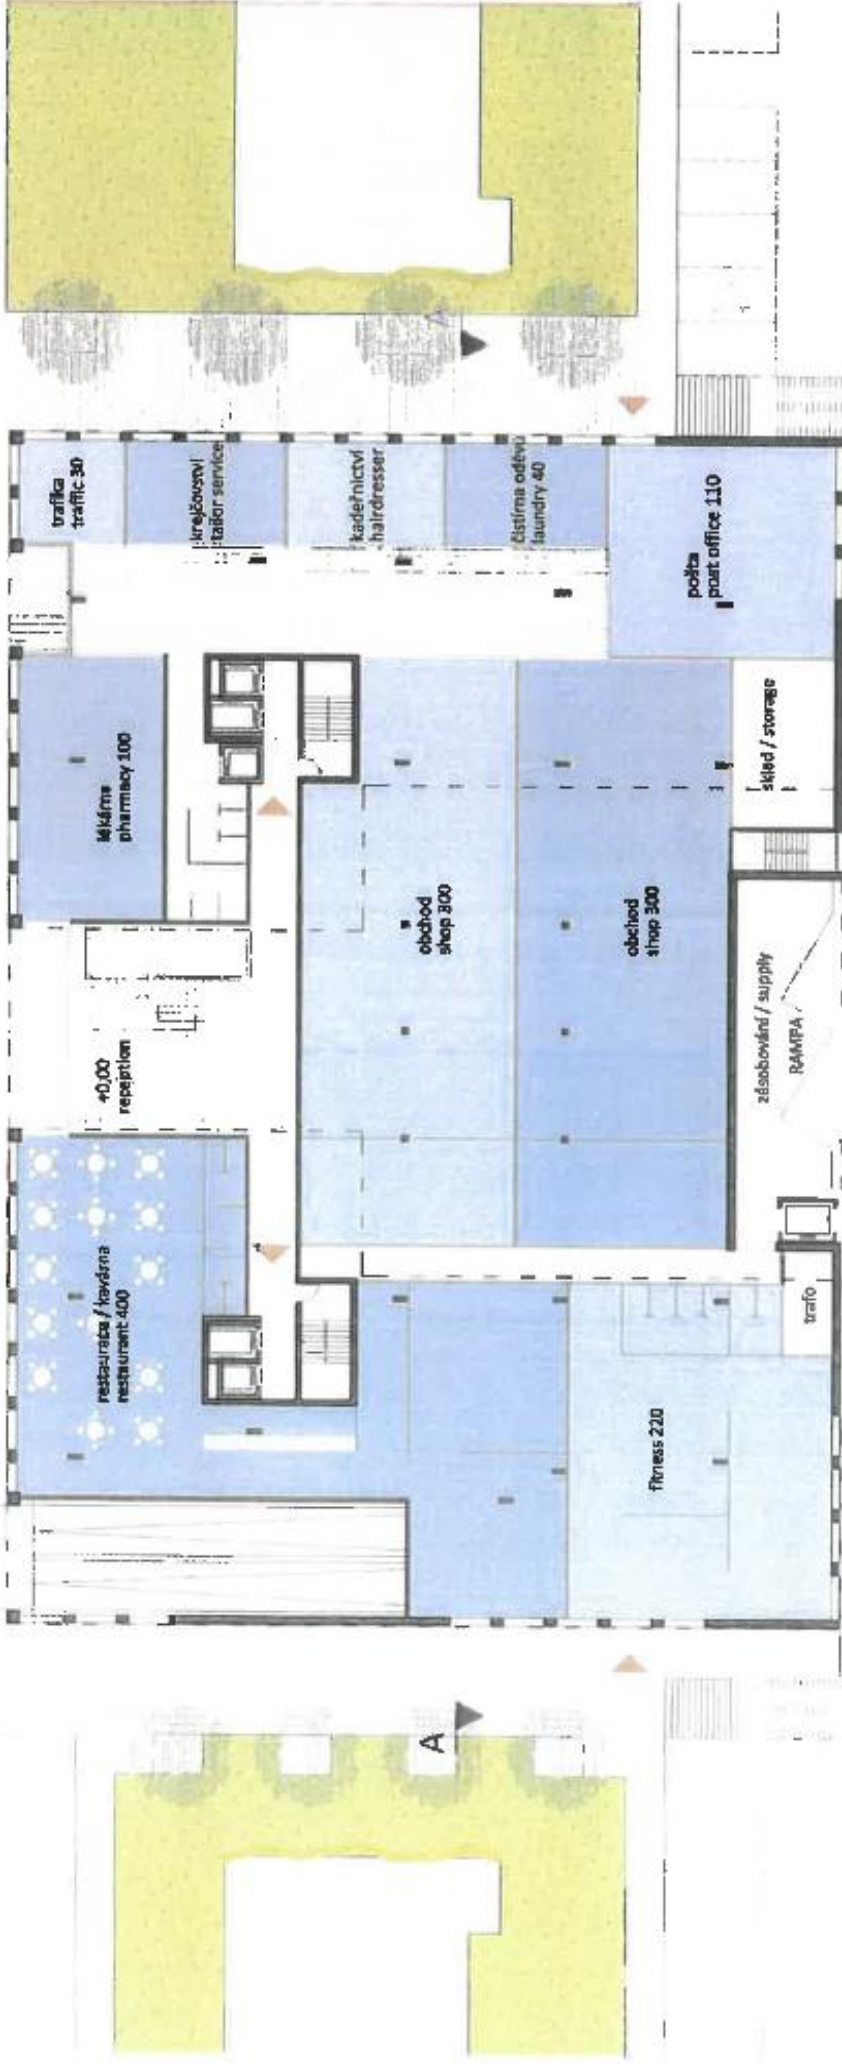 trafika
traffic 30
krejčovství
tailor service
kadeřnictví
hairdresser
čistírna oděvů
laundry 40
pošta
post office 110
lékárna
pharmacy 100
sklad / storage
obchod
shop
obchod
shop 300
zásobování / supply
RAMPA
±0,00
reception
restaurace / kavárna
restaurant 400
fitness 220
trafo
A
A